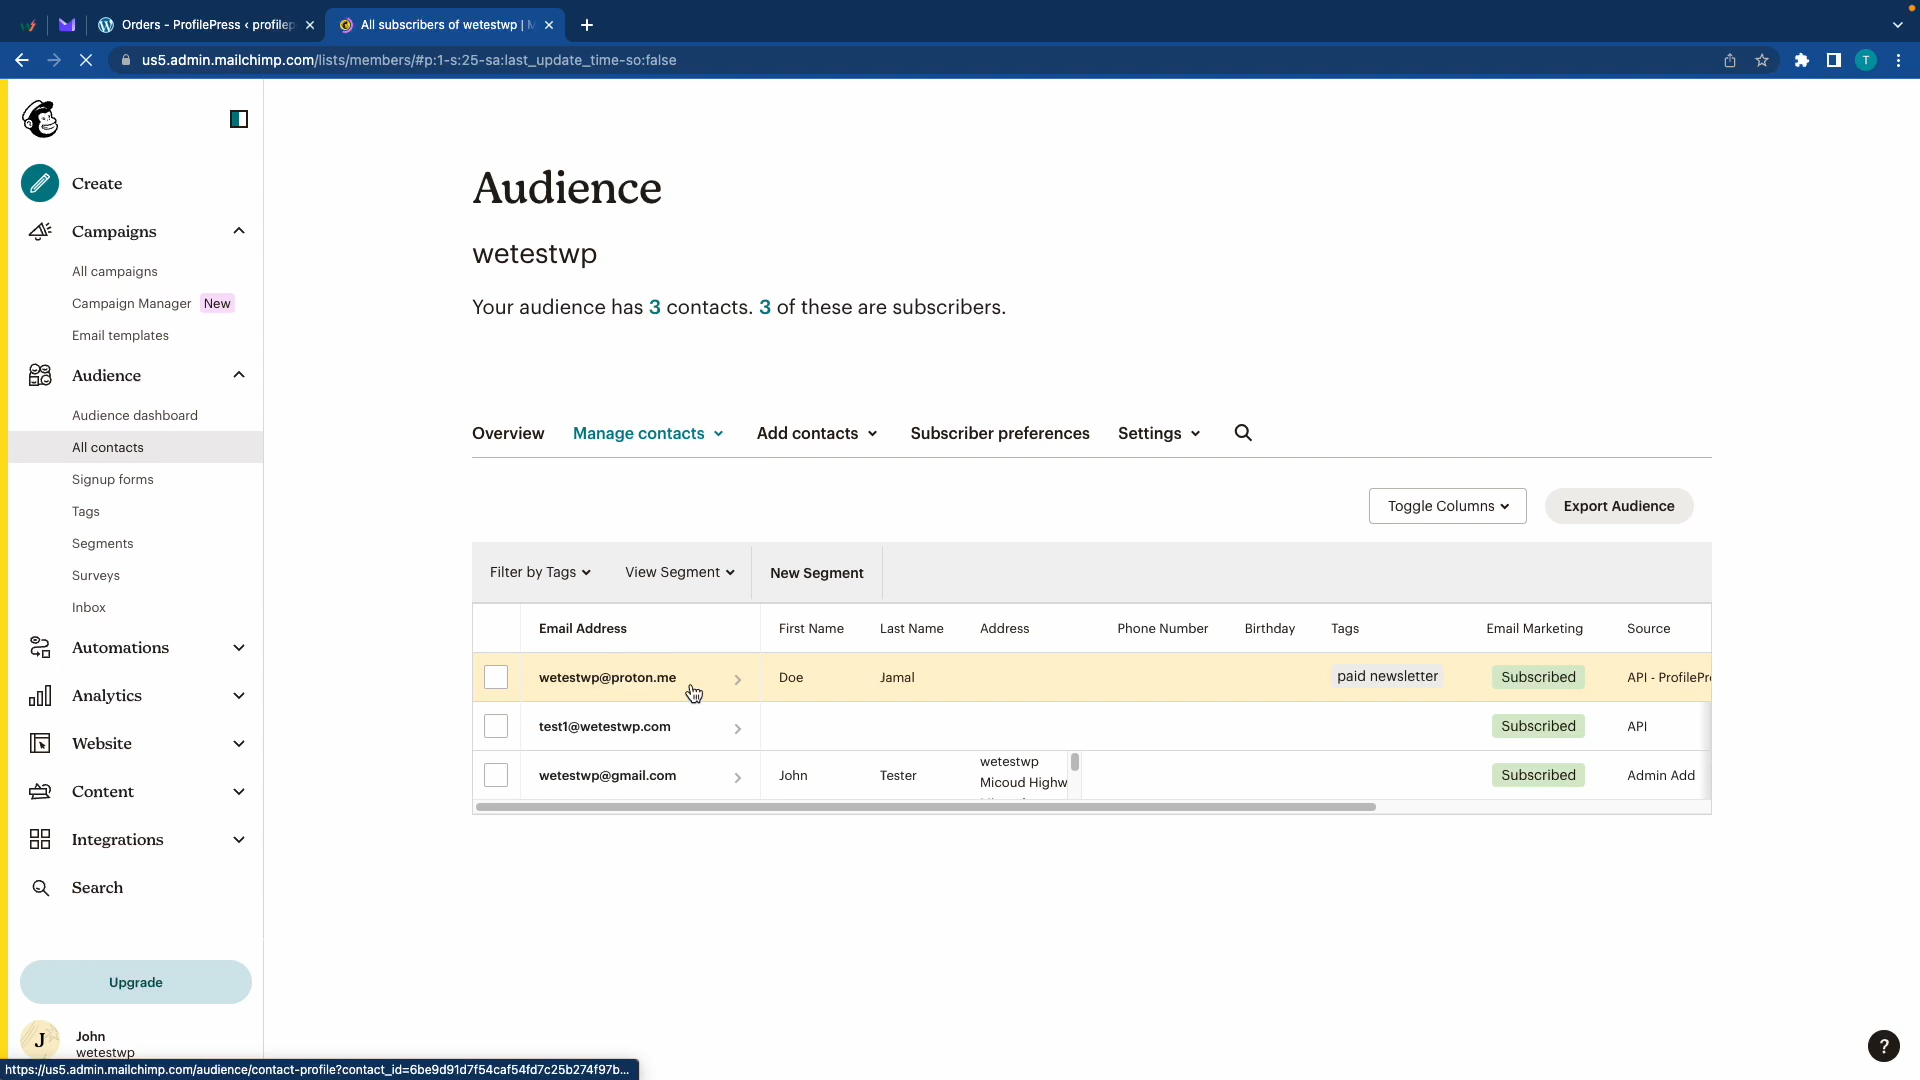 Orders - ProfilePress ‹ profilep
All subscribers of wetestwp |
us5.admin.mailchimp.com/lists/members/#p:1-s:25-sa:last_update_time-so:false
T
Create
Campaigns
All campaigns
Campaign Manager New
Email templates
Audience
Audience dashboard
All contacts
Signup forms
Tags
Segments
Surveys
Inbox
Automations
Analytics
Website
Content
Integrations
Search
Upgrade
J
John
wetestwp
Audience
wetestwp
Your audience has 3 contacts. 3 of these are subscribers.
Overview Manage contacts Add contacts Subscriber preferences Settings
Toggle Columns Export Audience
Filter by Tags View Segment New Segment
Email Address First Name Last Name Address Phone Number Birthday Tags Email Marketing Source
wetestwp@proton.me Doe Jamal paid newsletter Subscribed API - ProfilePr
test1@wetestwp.com Subscribed API
wetestwp@gmail.com John Tester wetestwp Subscribed Admin Add
Micoud Highw
?
https://us5.admin.mailchimp.com/audience/contact-profile?contact_id=6be9d91d7f54caf54fd7c25b274f97b...